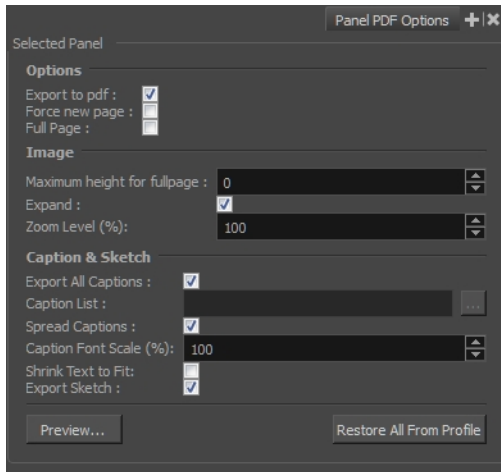 Panel PDF Options
Selected Panel
Options
Export to pdf :
Force new page :
Full Page :
Image
Maximum height for fullpage : 0
Expand :
Zoom Level (%): 100
Caption & Sketch
Export All Captions :
Caption List : ...
Spread Captions :
Caption Font Scale (%): 100
Shrink Text to Fit:
Export Sketch :
Preview... Restore All From Profile